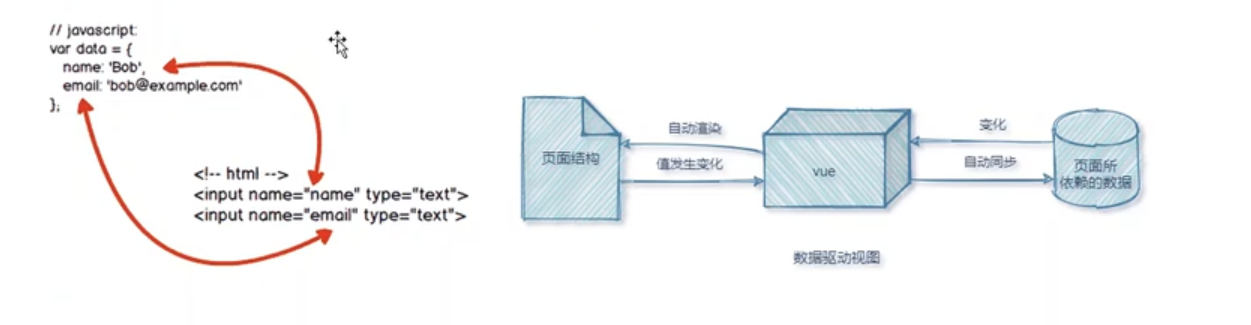 // javascript:
var data = {
name: 'Bob',
email: 'bob@example.com'
};
<!-- html -->
<input name="name" type="text">
<input name="email" type="text">
页面结构
自动渲染
值发生变化
vue
变化
自动同步
页面所
依赖的数据
数据驱动视图